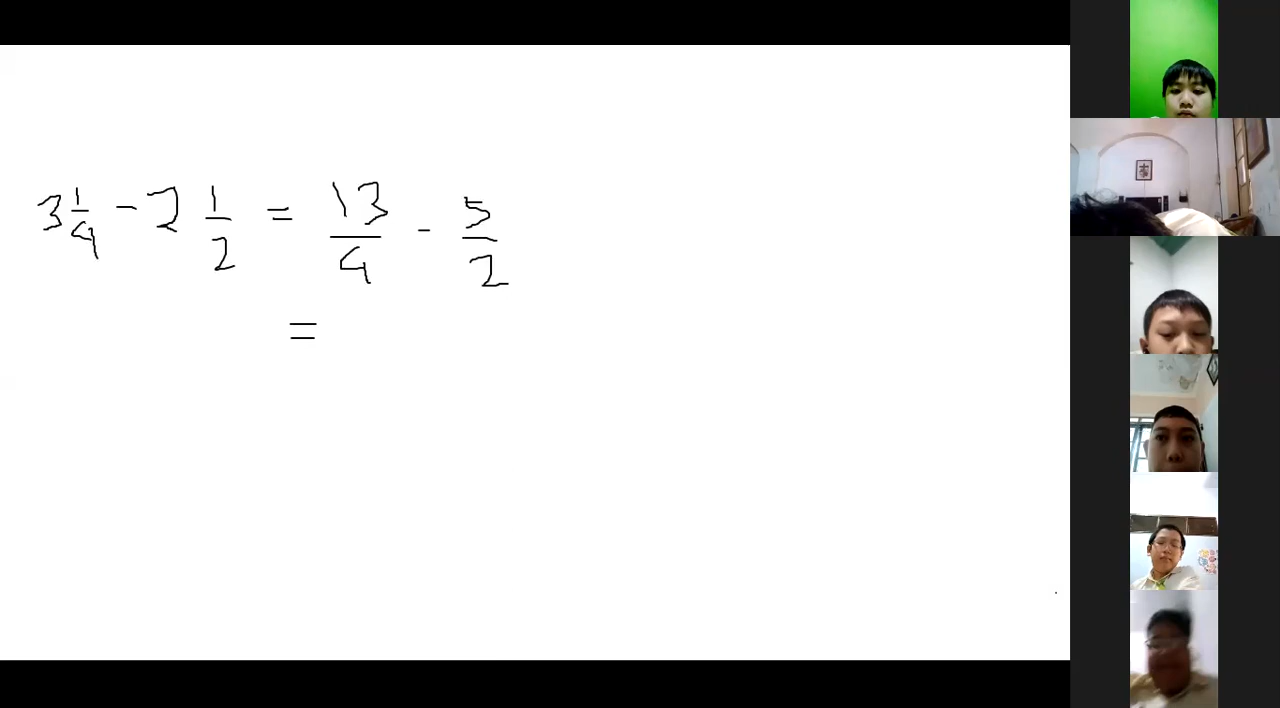 3 1/4 - 2 1/2 = 13/4 - 5/2
=